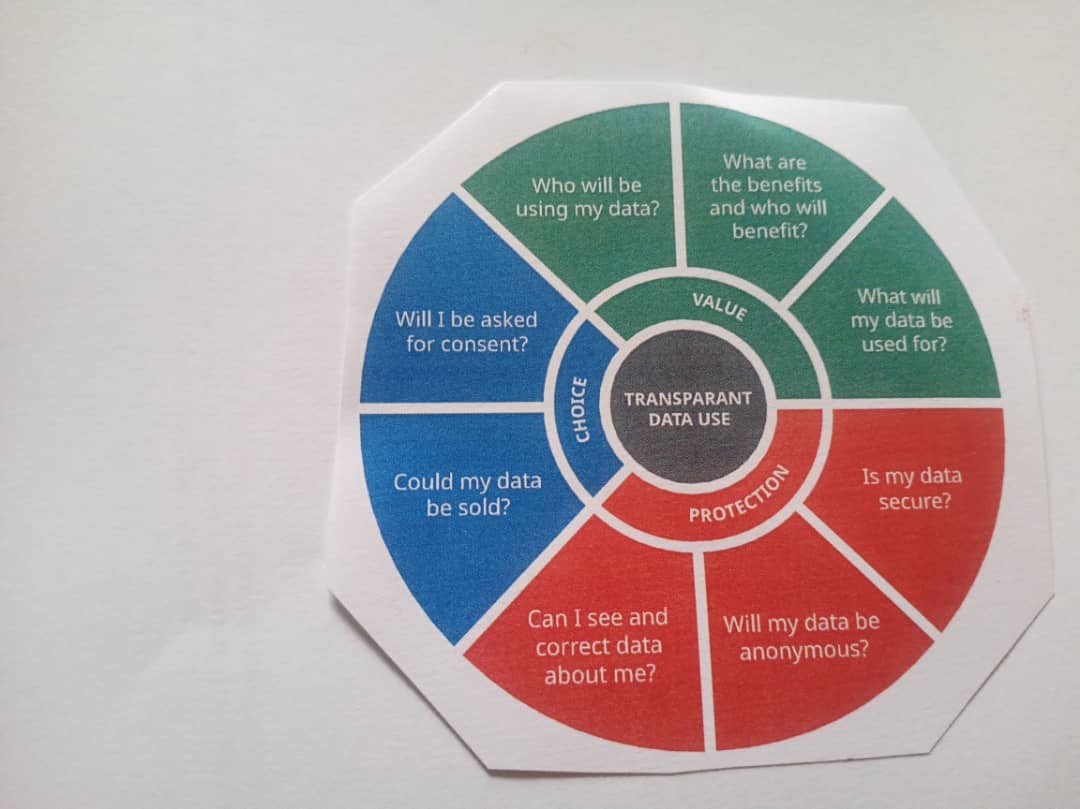 Who will be
using my data?
What are
the benefits
and who will
benefit?
What will
my data be
used for?
Is my data
secure?
Will my data be
anonymous?
Can I see and
correct data
about me?
Could my data
be sold?
Will I be asked
for consent?
VALUE
PROTECTION
CHOICE
TRANSPARANT
DATA USE